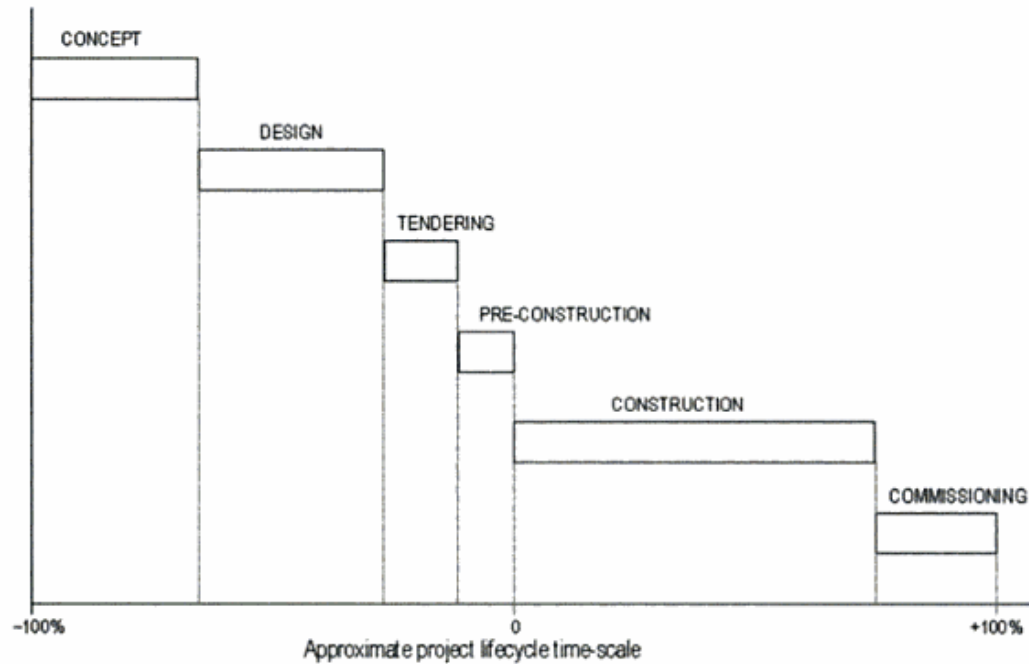 CONCEPT
DESIGN
TENDERING
PRE-CONSTRUCTION
CONSTRUCTION
COMMISSIONING
-100% 0 +100%
Approximate project lifecycle time-scale